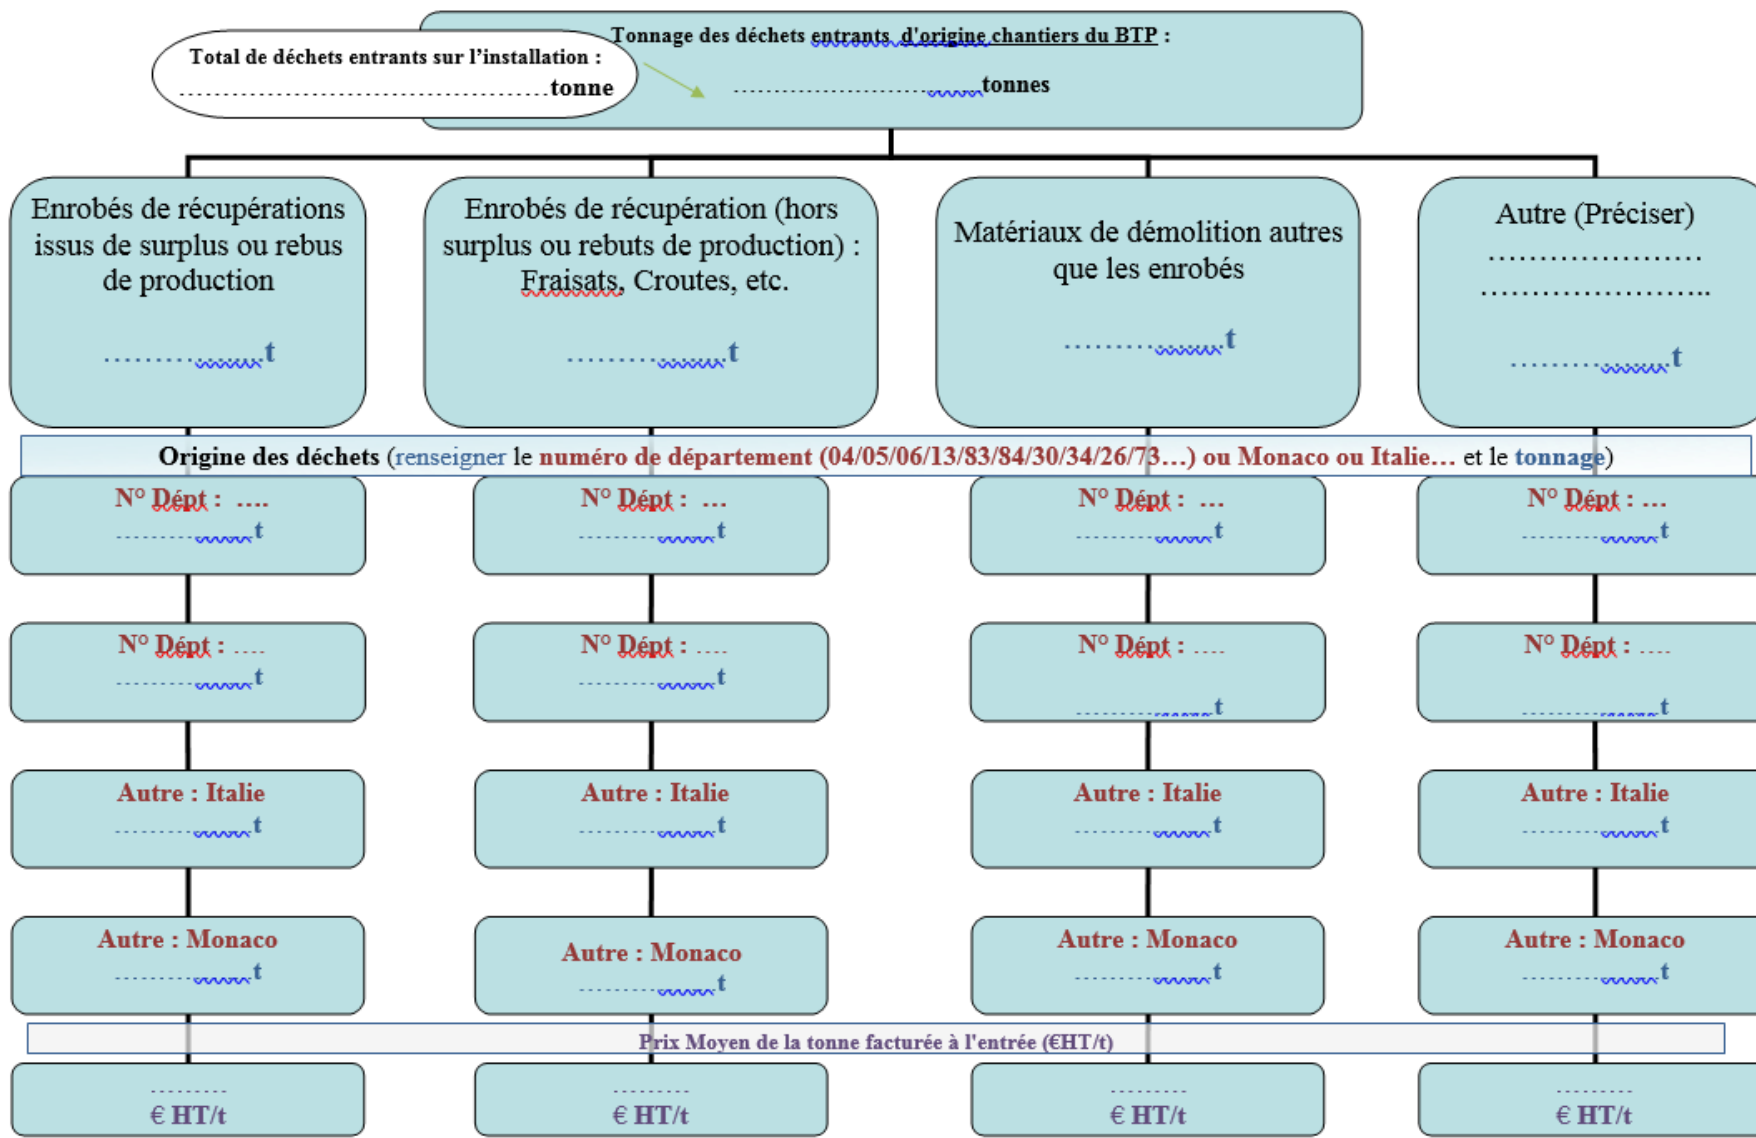 Total de déchets entrants sur l'installation :
……………………………………tonne
Tonnage des déchets entrants d'origine chantiers du BTP :
…………………………tonnes
Enrobés de récupérations
issus de surplus ou rebus
de production
……………………t
Enrobés de récupération (hors
surplus ou rebuts de production) :
Fraisats, Croutes, etc.
……………………t
Matériaux de démolition autres
que les enrobés
……………………t
Autre (Préciser)
…………………
…………………..
……………………t
Origine des déchets (renseigner le numéro de département (04/05/06/13/83/84/30/34/26/73…) ou Monaco ou Italie… et le tonnage)
N° Dépt : ….
…………………t
N° Dépt : …
…………………t
N° Dépt : …
…………………t
N° Dépt : …
…………………t
N° Dépt : ….
…………………t
N° Dépt : ….
…………………t
N° Dépt : ….
…………………t
N° Dépt : ….
…………………t
Autre : Italie
…………………t
Autre : Italie
…………………t
Autre : Italie
…………………t
Autre : Italie
…………………t
Autre : Monaco
…………………t
Autre : Monaco
…………………t
Autre : Monaco
…………………t
Autre : Monaco
…………………t
Prix Moyen de la tonne facturée à l'entrée (€HT/t)
………
€ HT/t
………
€ HT/t
………
€ HT/t
………
€ HT/t